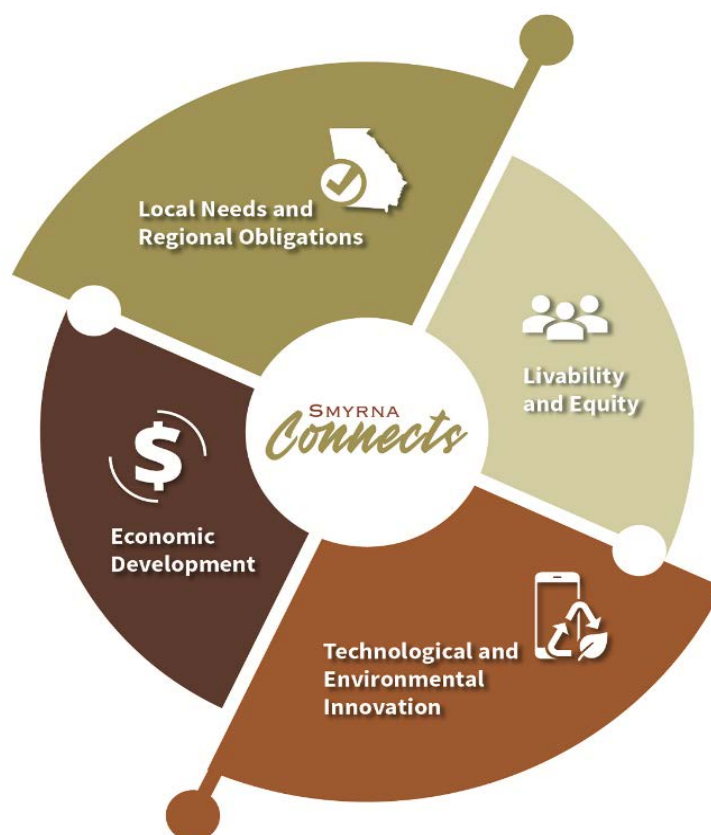 Local Needs and
Regional Obligations
Livability
and Equity
SMYRNA
Connects
$
Economic
Development
Technological and
Environmental
Innovation